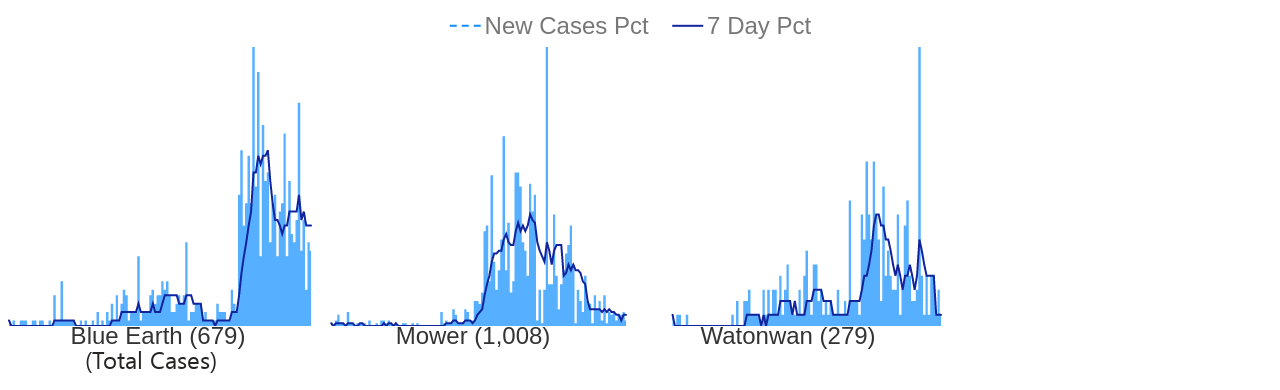 New Cases Pct 7 Day Pct
Blue Earth (679) Mower (1,008) Watonwan (279)
(Total Cases)